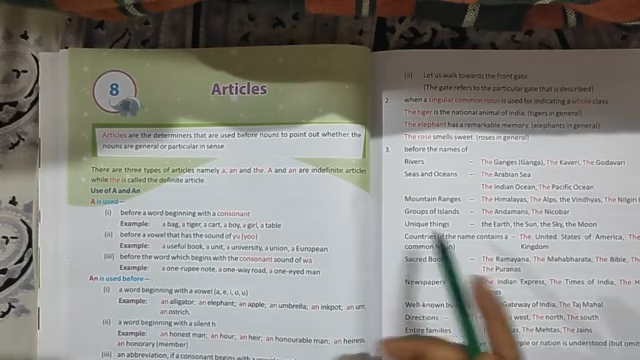 8
Articles
Articles are the determiners that are used before nouns to point out whether the
nouns are general or particular in sense.
There are three types of articles namely a, an and the. A and an are indefinite articles
while the is called the definite article.
Use of A and An
A is used—
(i) before a word beginning with a consonant
Example: a bag, a tiger, a cart, a boy, a girl, a table
(ii) before a vowel that has the sound of yu (yoo)
Example: a useful book, a unit, a university, a union, a European
(iii) before the word which begins with the consonant sound of wa
Example: a one-rupee note, a one-way road, a one-eyed man
An is used before—
(i) a word beginning with a vowel (a, e, i, o, u)
Example: an alligator; an elephant; an apple; an umbrella; an inkpot; an urn
an ostrich.
(ii) a word beginning with a silent h
Example: an honest man; an hour; an heir; an honourable man; an heiress
an honorary (member)
(iii) an abbreviation, if a consonant begins with
(ii) Let us walk towards the front gate.
(The gate refers to the particular gate that is described)
2. when a singular common noun is used for indicating a whole class
The tiger is the national animal of India. (tigers in general)
The elephant has a remarkable memory. (elephants in general)
The rose smells sweet. (roses in general)
3. before the names of
Rivers – The Ganges (Ganga), The Kaveri, The Godavari
Seas and Oceans – The Arabian Sea
The Indian Ocean, The Pacific Ocean
Mountain Ranges – The Himalayas, The Alps, the Vindhyas, The Nilgiri
Groups of Islands – The Andamans, The Nicobar
Unique things – the Earth, the Sun, the Sky, the Moon
Countries (if the name contains a – The United States of America, The
common noun) Kingdom
Sacred Books – The Ramayana, The Mahabharata, The Bible, The
The Puranas
Newspapers Indian Express, The Times of India, The
Well-known Gateway of India, The Taj Mahal
Directions – west, The north, The south
Entire families The Mehtas, The Jains
or nation is understood